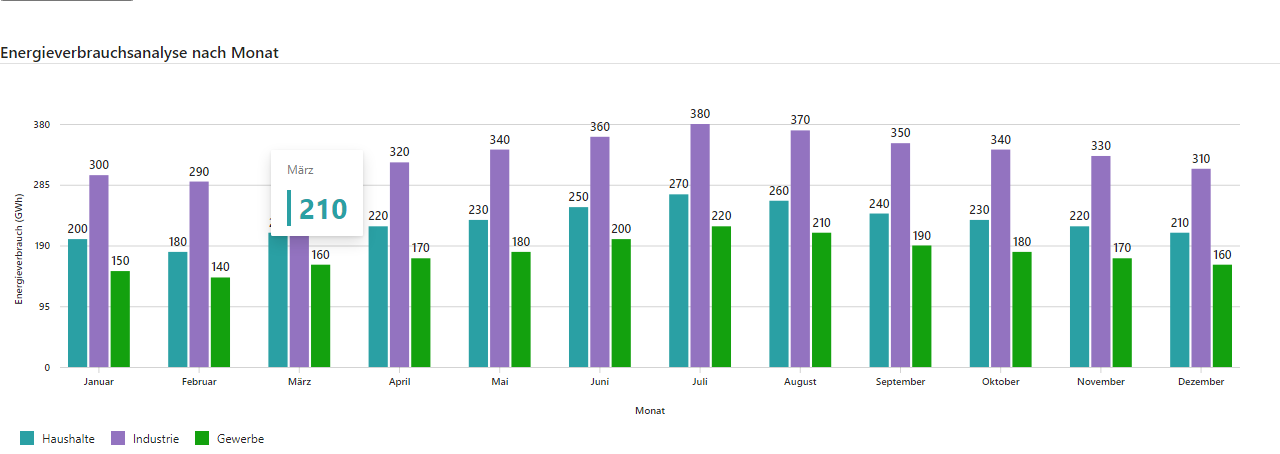 Energieverbrauchsanalyse nach Monat
380
285
190
95
0
Energieverbrauch (GWh)
200 300 150
180 290 140
160
220 320 170
230 340 180
250 360 200
270 380 220
260 370 210
240 350 190
230 340 180
220 330 170
210 310 160
März
210
Januar Februar März April Mai Juni Juli August September Oktober November Dezember
Monat
Haushalte Industrie Gewerbe